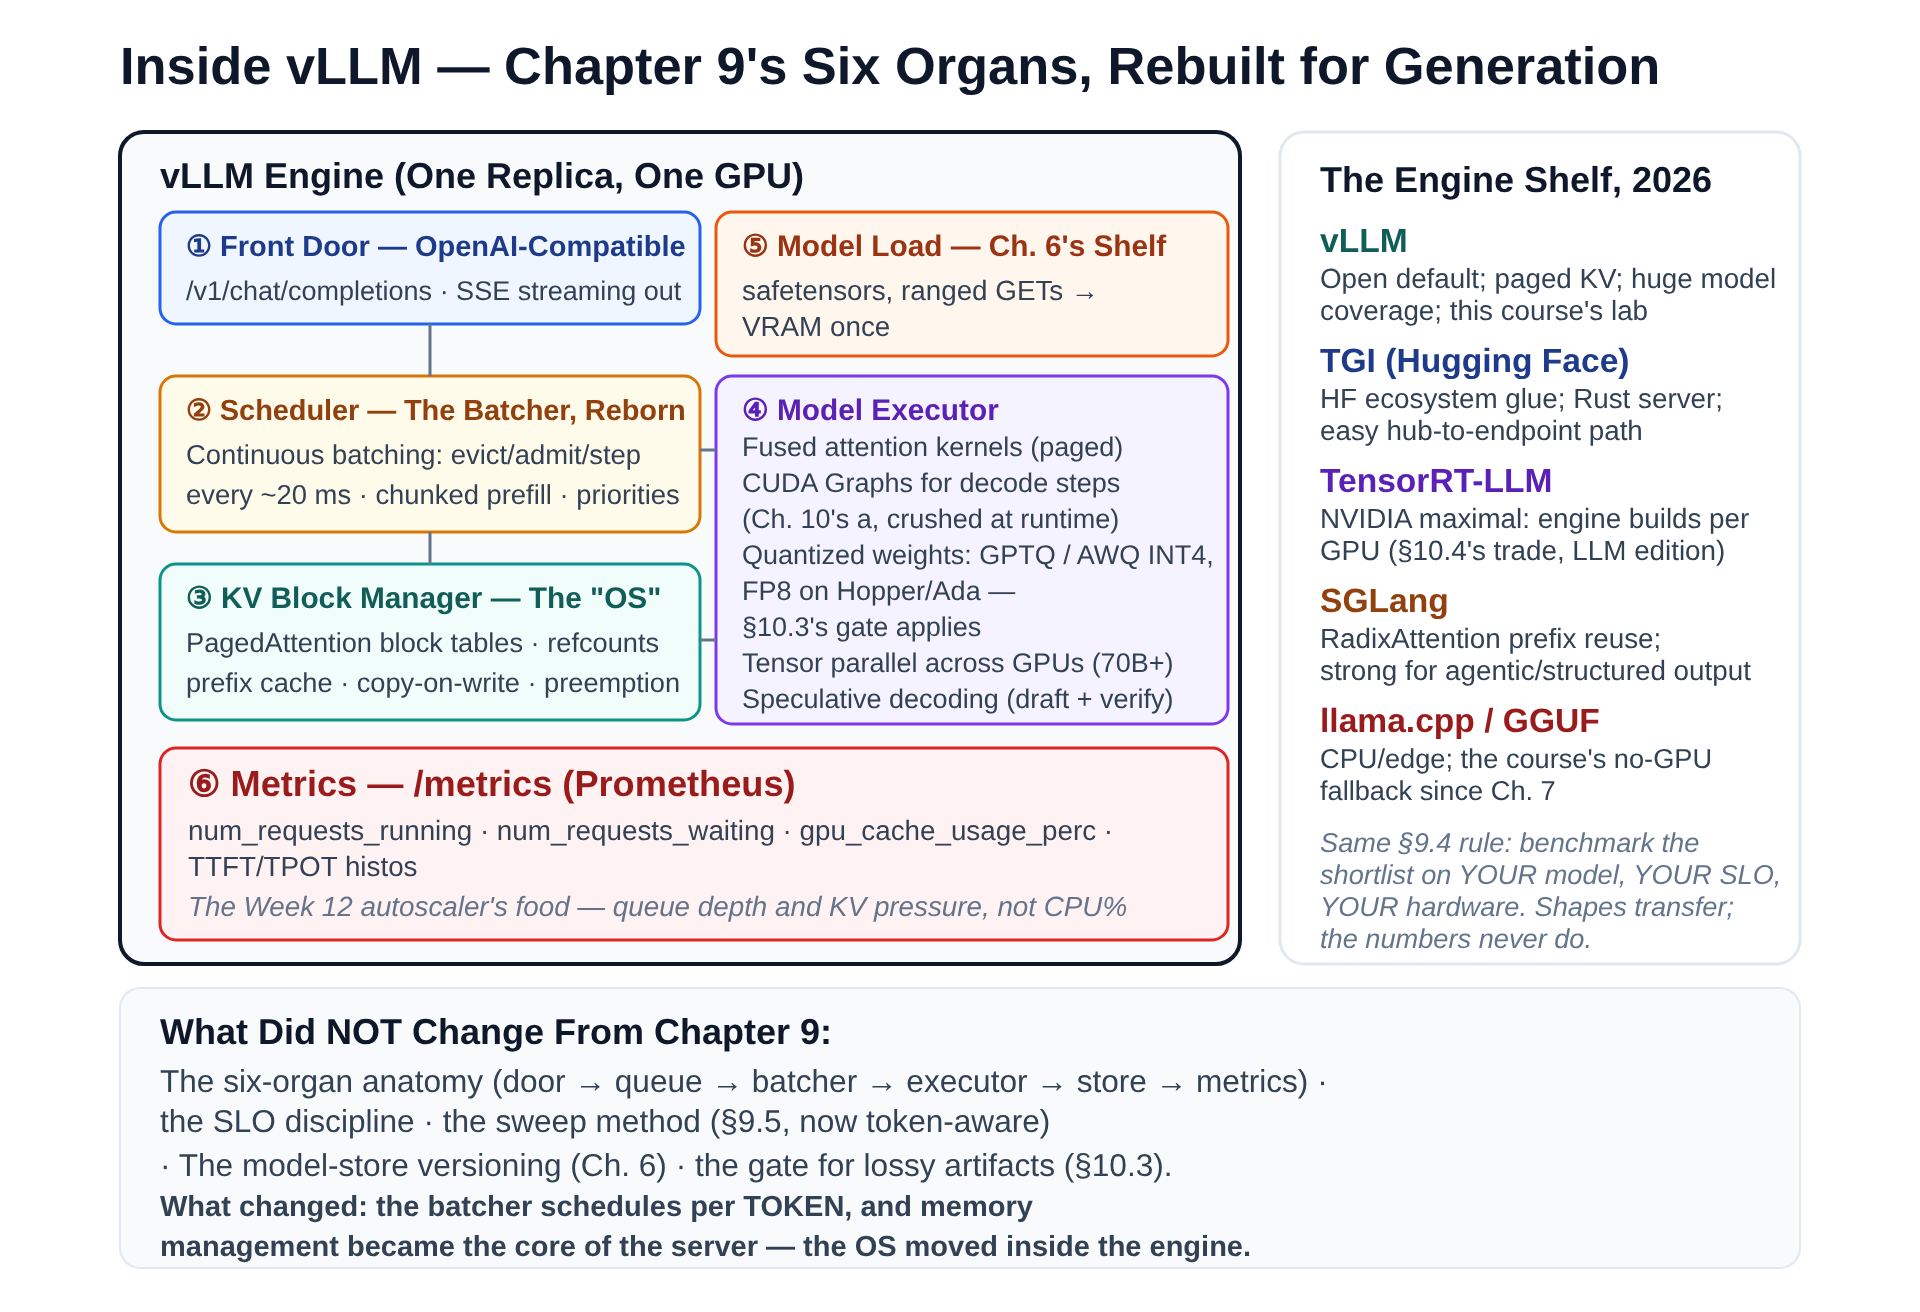 Inside vLLM — Chapter 9's Six Organs, Rebuilt for Generation
vLLM Engine (One Replica, One GPU)
① Front Door — OpenAI-Compatible
/v1/chat/completions · SSE streaming out
② Scheduler — The Batcher, Reborn
Continuous batching: evict/admit/step
every ~20 ms · chunked prefill · priorities
③ KV Block Manager — The "OS"
PagedAttention block tables · refcounts
prefix cache · copy-on-write · preemption
⑤ Model Load — Ch. 6's Shelf
safetensors, ranged GETs →
VRAM once
④ Model Executor
Fused attention kernels (paged)
CUDA Graphs for decode steps
(Ch. 10's a, crushed at runtime)
Quantized weights: GPTQ / AWQ INT4,
FP8 on Hopper/Ada —
§10.3's gate applies
Tensor parallel across GPUs (70B+)
Speculative decoding (draft + verify)
⑥ Metrics — /metrics (Prometheus)
num_requests_running · num_requests_waiting · gpu_cache_usage_perc ·
TTFT/TPOT histos
The Week 12 autoscaler's food — queue depth and KV pressure, not CPU%
The Engine Shelf, 2026
vLLM
Open default; paged KV; huge model
coverage; this course's lab
TGI (Hugging Face)
HF ecosystem glue; Rust server;
easy hub-to-endpoint path
TensorRT-LLM
NVIDIA maximal: engine builds per
GPU (§10.4's trade, LLM edition)
SGLang
RadixAttention prefix reuse;
strong for agentic/structured output
llama.cpp / GGUF
CPU/edge; the course's no-GPU
fallback since Ch. 7
Same §9.4 rule: benchmark the
shortlist on YOUR model, YOUR SLO,
YOUR hardware. Shapes transfer;
the numbers never do.
What Did NOT Change From Chapter 9:
The six-organ anatomy (door → queue → batcher → executor → store → metrics) ·
the SLO discipline · the sweep method (§9.5, now token-aware)
· The model-store versioning (Ch. 6) · the gate for lossy artifacts (§10.3).
What changed: the batcher schedules per TOKEN, and memory
management became the core of the server — the OS moved inside the engine.